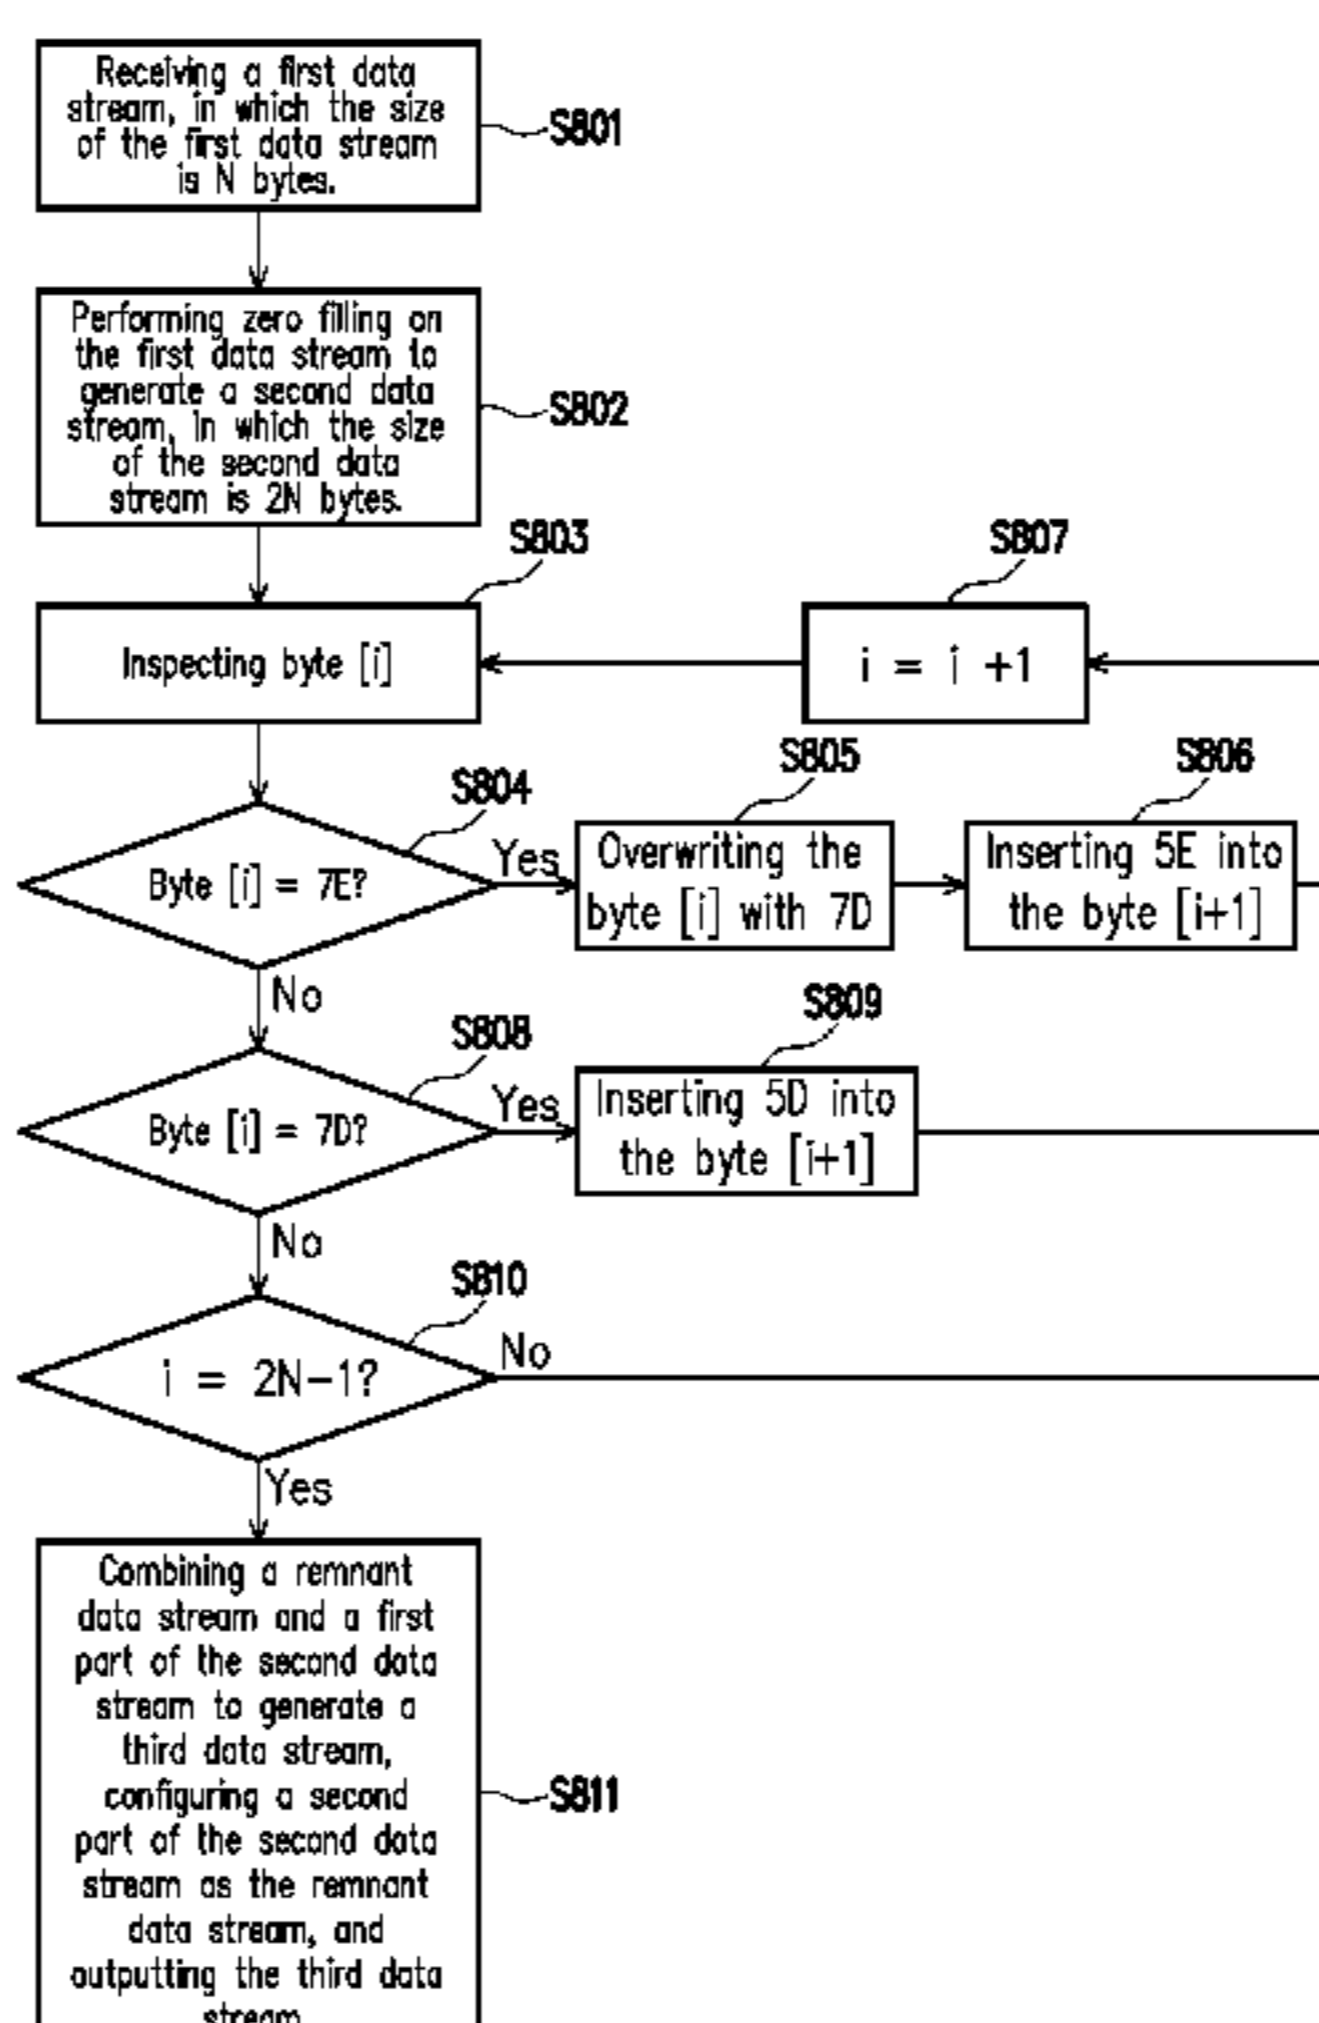 Receiving a first data
stream, in which the size
of the first data stream
is N bytes.
S801
Performing zero filling on
the first data stream to
generate a second data
stream, in which the size
of the second data
stream is 2N bytes.
S802
S803
Inspecting byte [i]
S807
i = i +1
S804
Byte [i] = 7E?
Yes
S805
Overwriting the
byte [i] with 7D
S806
Inserting 5E into
the byte [i+1]
No
S808
Byte [i] = 7D?
Yes
S809
Inserting 5D into
the byte [i+1]
No
S810
i = 2N-1?
No
Yes
Combining a remnant
data stream and a first
part of the second data
stream to generate a
third data stream,
configuring a second
part of the second data
stream as the remnant
data stream, and
outputting the third data
stream
S811